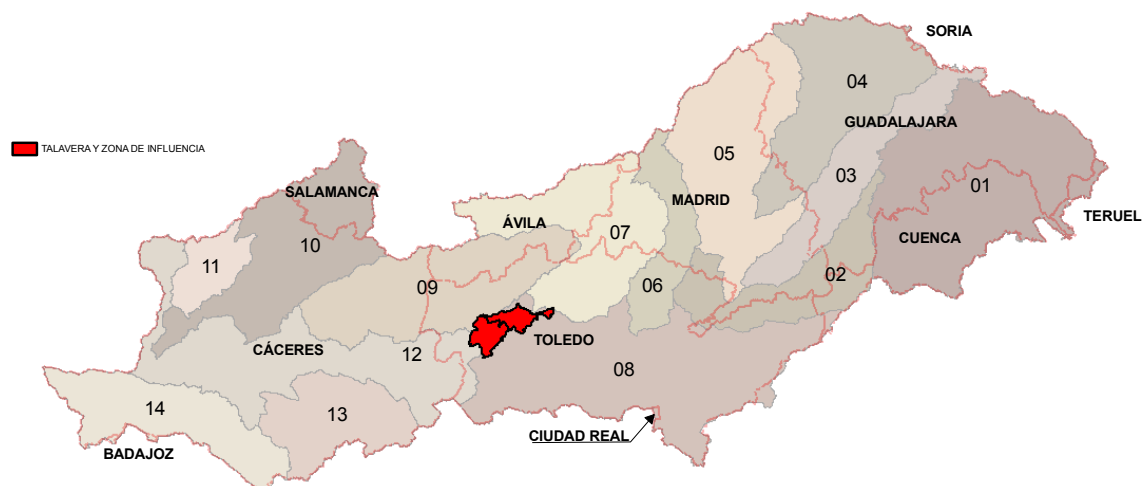 SORIA
04
GUADALAJARA
TALAVERA Y ZONA DE INFLUENCIA
05
03
01
SALAMANCA
MADRID
TERUEL
ÁVILA
07
CUENCA
10
11
02
09
06
TOLEDO
CÁCERES
12
08
14
13
CIUDAD REAL
BADAJOZ